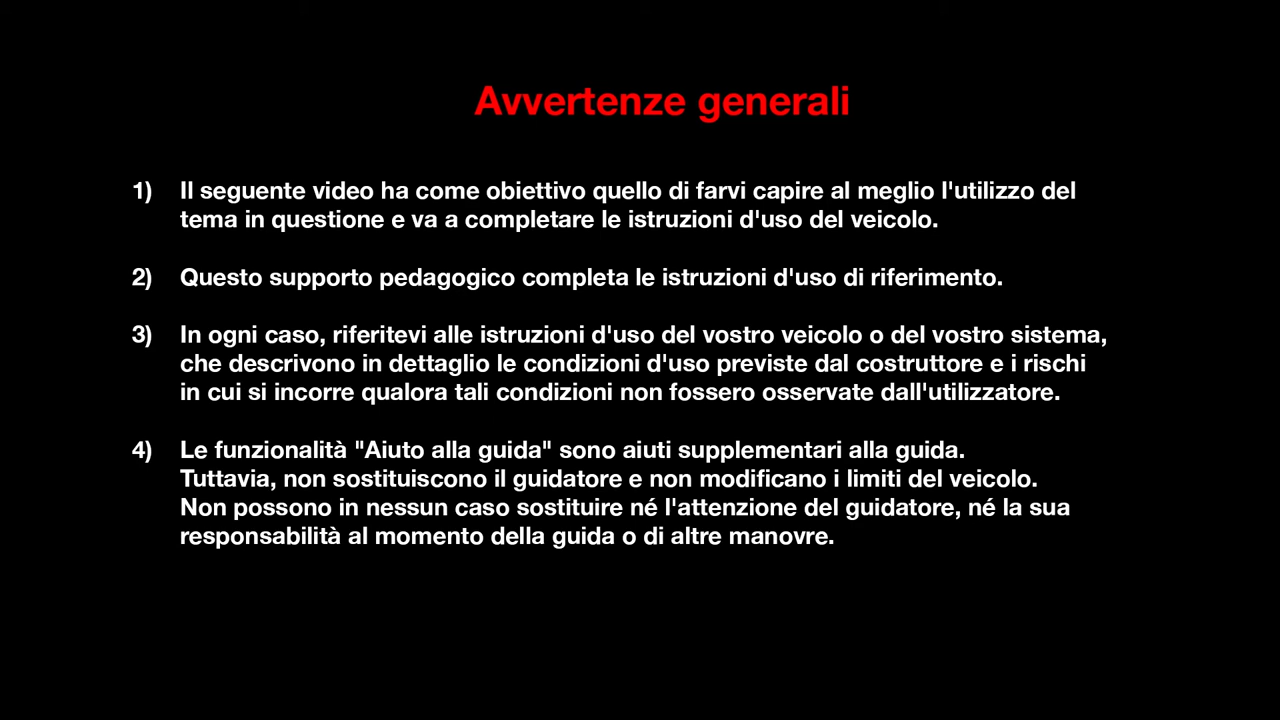 Avvertenze generali
1) Il seguente video ha come obiettivo quello di farvi capire al meglio l'utilizzo del
tema in questione e va a completare le istruzioni d'uso del veicolo.
2) Questo supporto pedagogico completa le istruzioni d'uso di riferimento.
3) In ogni caso, riferitevi alle istruzioni d'uso del vostro veicolo o del vostro sistema,
che descrivono in dettaglio le condizioni d'uso previste dal costruttore e i rischi
in cui si incorre qualora tali condizioni non fossero osservate dall'utilizzatore.
4) Le funzionalità "Aiuto alla guida" sono aiuti supplementari alla guida.
Tuttavia, non sostituiscono il guidatore e non modificano i limiti del veicolo.
Non possono in nessun caso sostituire né l'attenzione del guidatore, né la sua
responsabilità al momento della guida o di altre manovre.